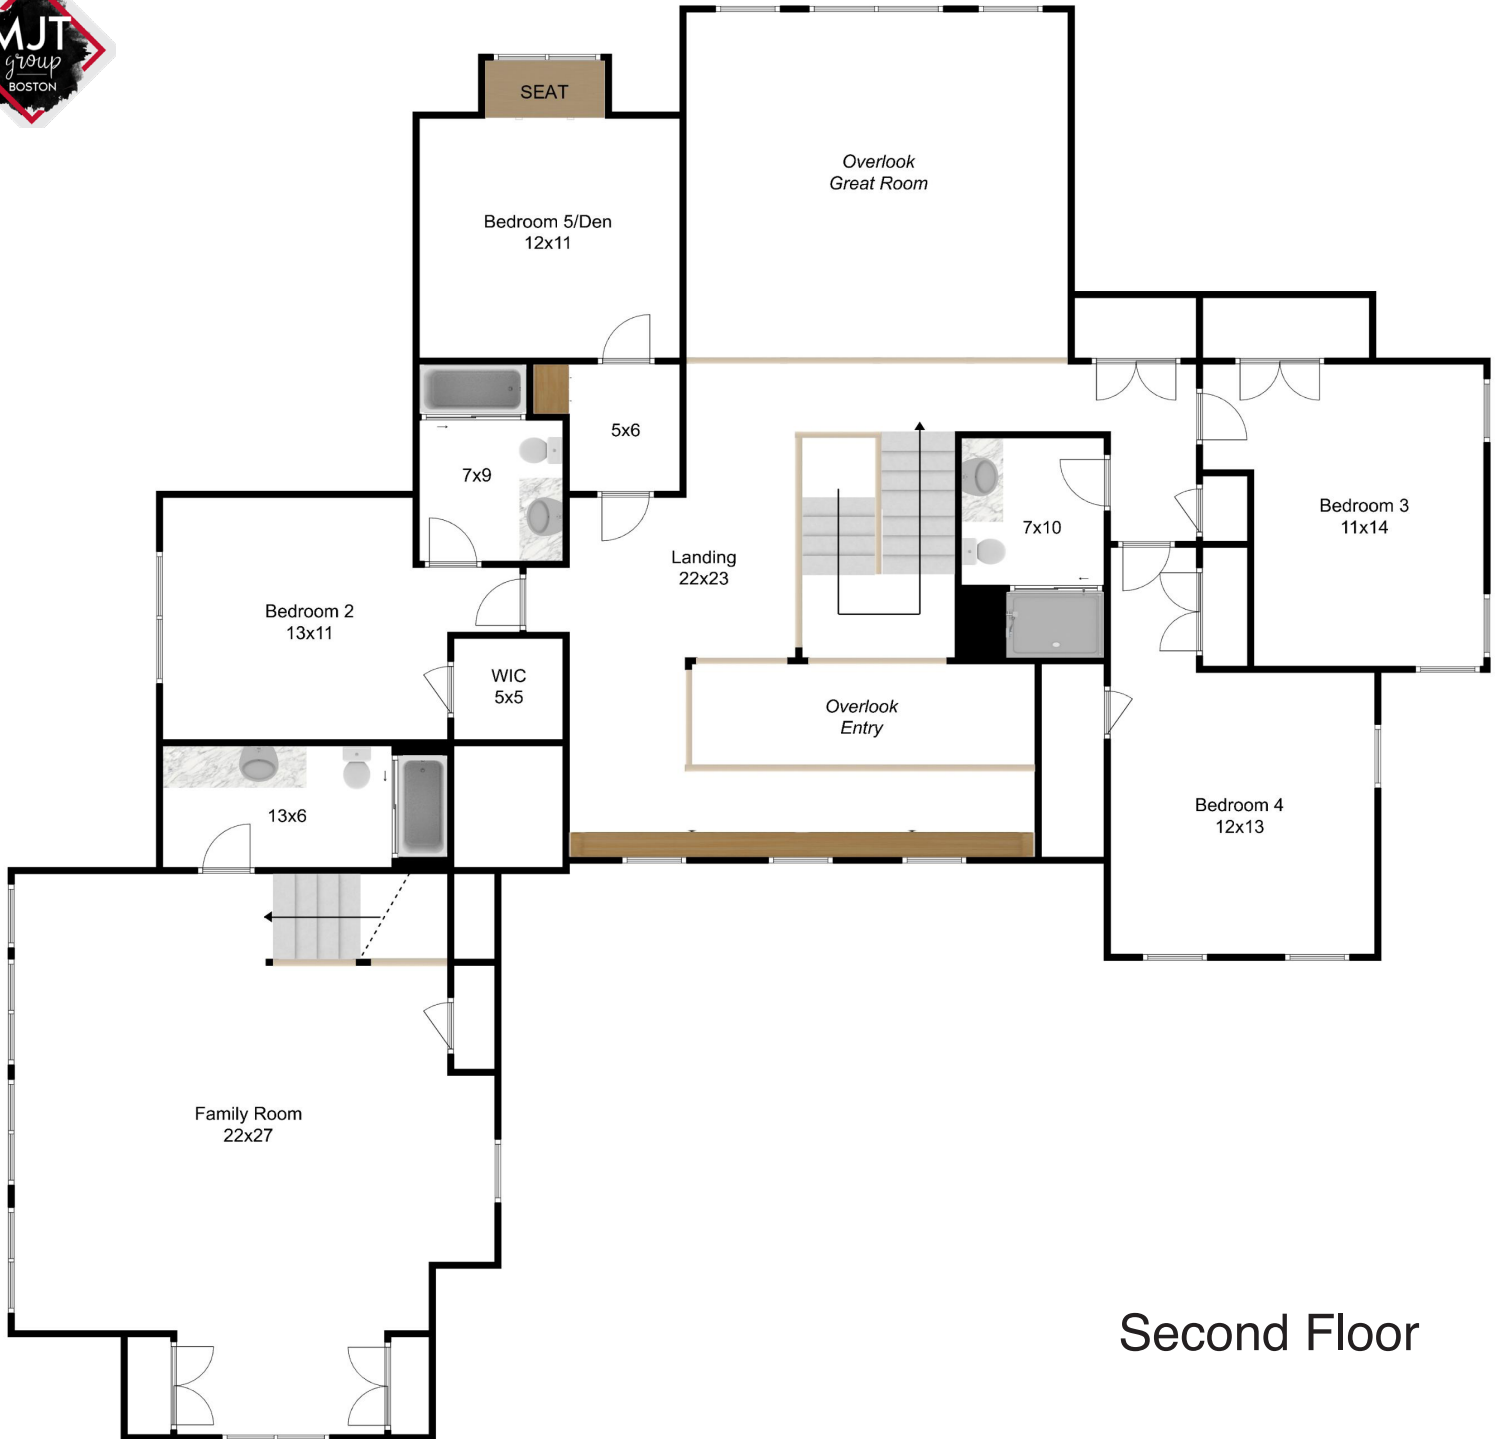 MJT
group
BOSTON
SEAT
Overlook
Great Room
Bedroom 5/Den
12x11
5x6
7x9
Bedroom 3
11x14
7x10
Landing
22x23
Bedroom 2
13x11
WIC
5x5
Overlook
Entry
Bedroom 4
12x13
13x6
Family Room
22x27
Second Floor